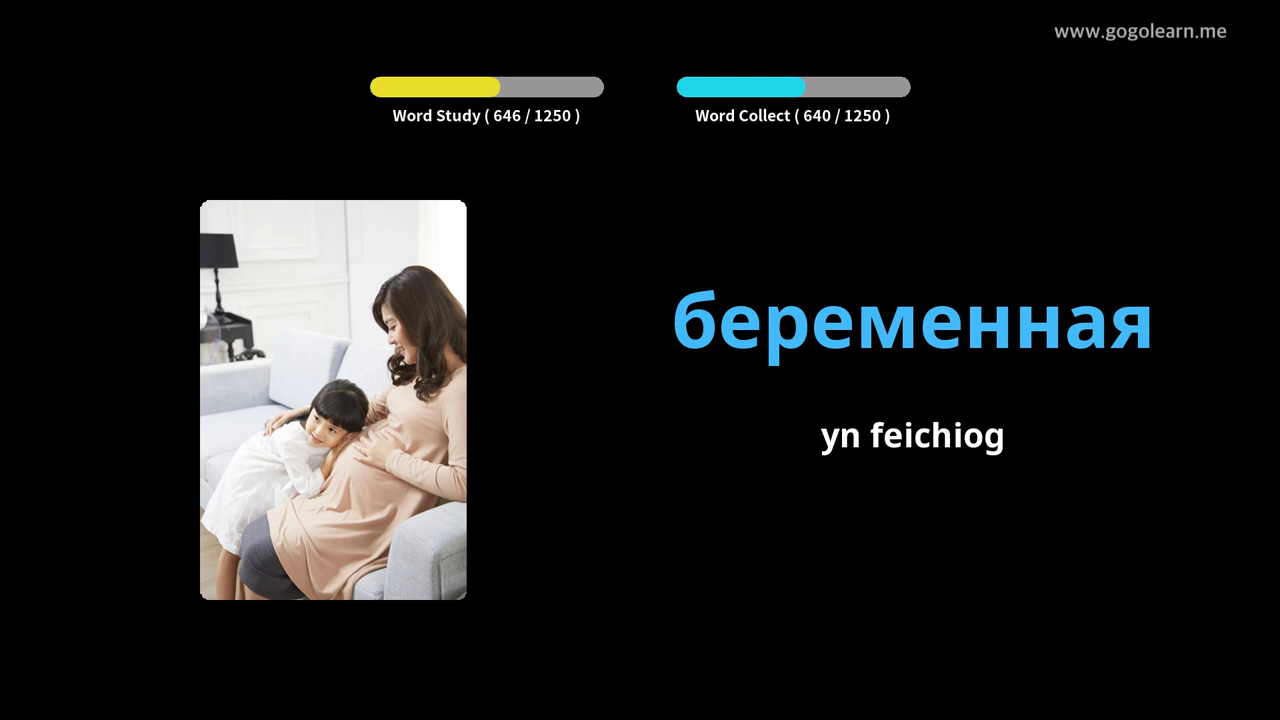 www.gogolearn.me
Word Study ( 646 / 1250 )
Word Collect ( 640 / 1250 )
беременная
yn feichiog